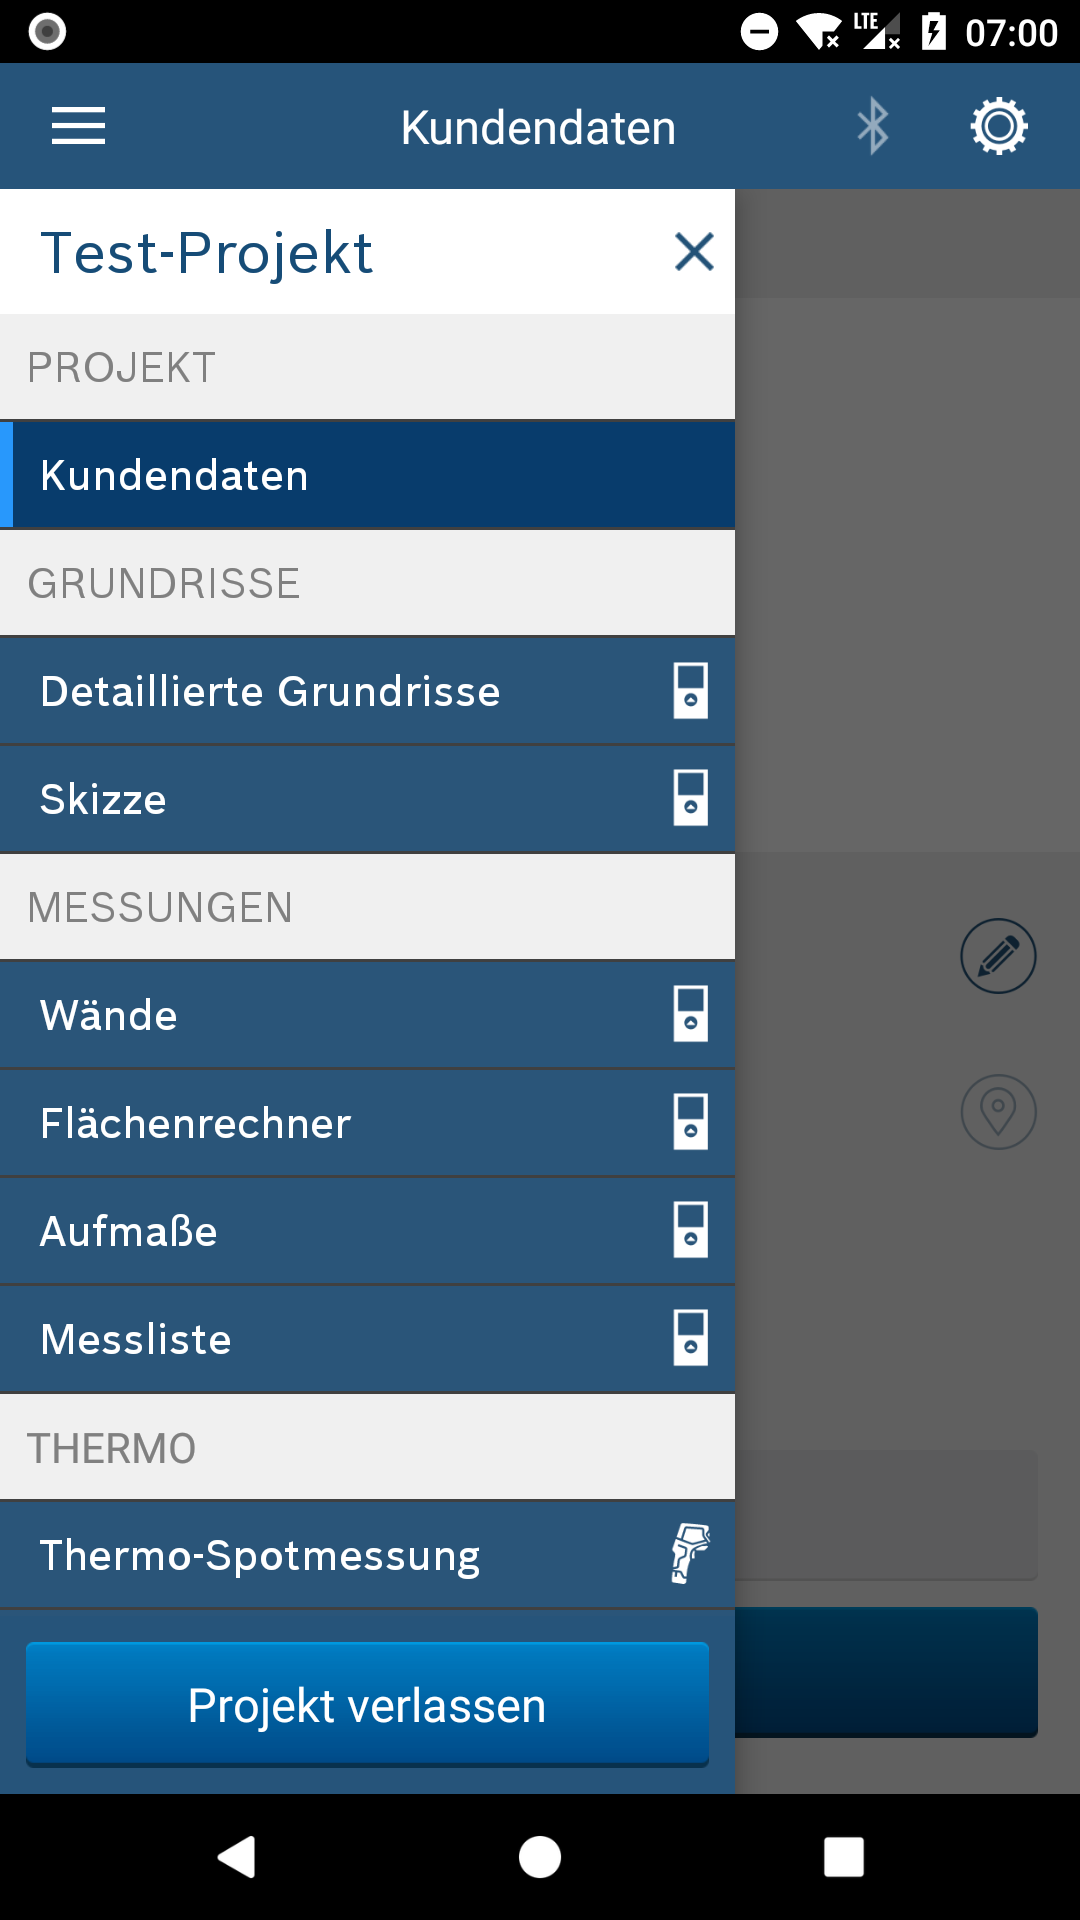 LTE 07:00
Kundendaten
Test-Projekt
PROJEKT
Kundendaten
GRUNDRISSE
Detaillierte Grundrisse
Skizze
MESSUNGEN
Wände
Flächenrechner
Aufmaße
Messliste
THERMO
Thermo-Spotmessung
Projekt verlassen